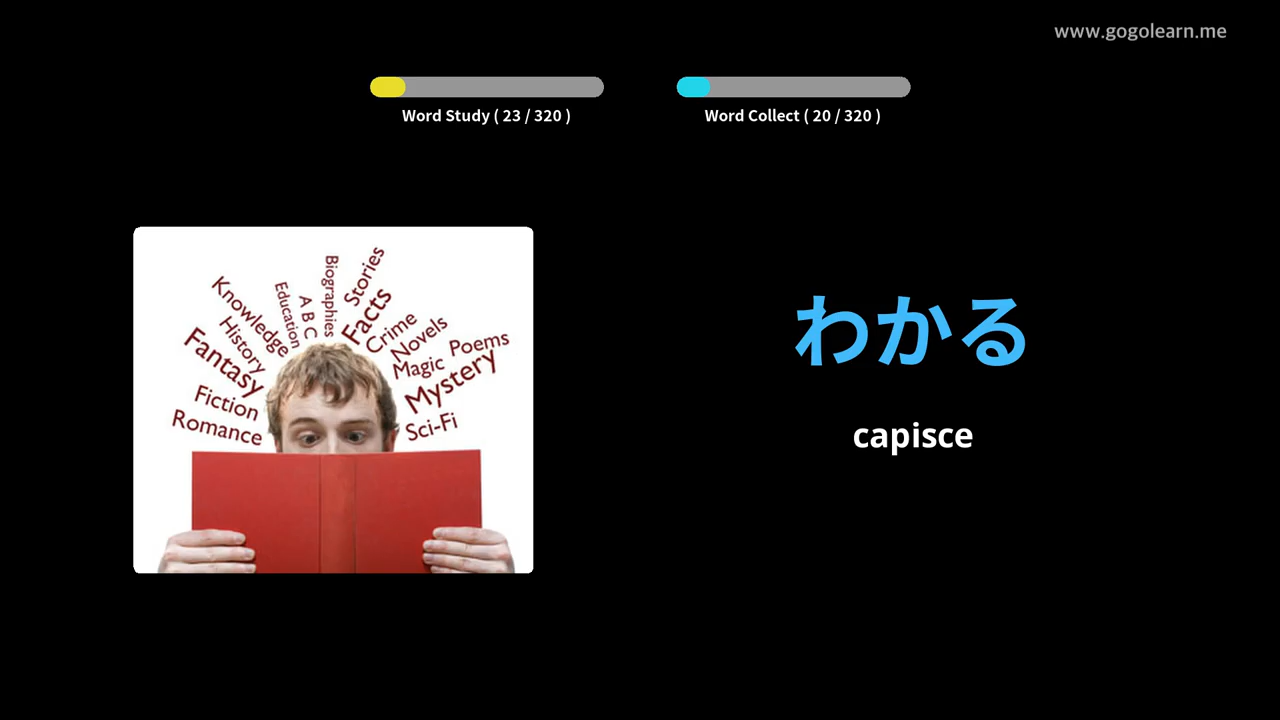 www.gogolearn.me
Word Study ( 23 / 320 )
Word Collect ( 20 / 320 )
Stories
Biographies
Facts
A B C
Education
Knowledge
Crime
Novels
History
Poems
Magic
Fantasy
Mystery
Fiction
Romance
Sci-Fi
わかる
capisce